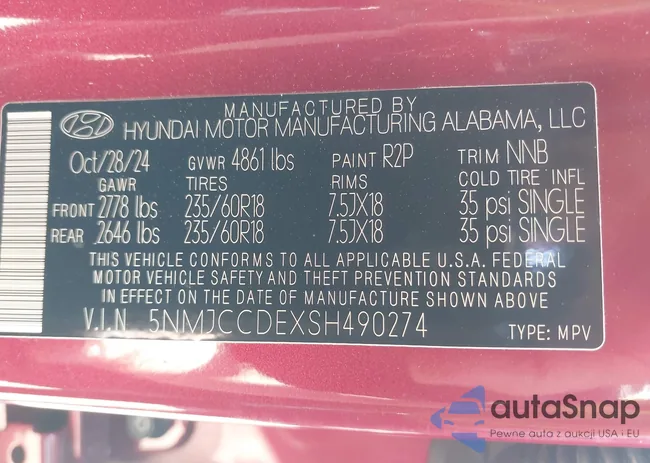 MANUFACTURED BY
HYUNDAI MOTOR MANUFACTURING ALABAMA, LLC
Oct/28/24 GVWR 4861 lbs PAINT R2P TRIM NNB
GAWR TIRES RIMS COLD TIRE INFL
FRONT 2778 lbs 235/60R18 7.5JX18 35 psi SINGLE
REAR 2646 lbs 235/60R18 7.5JX18 35 psi SINGLE
THIS VEHICLE CONFORMS TO ALL APPLICABLE U.S.A. FEDERAL
MOTOR VEHICLE SAFETY AND THEFT PREVENTION STANDARDS
IN EFFECT ON THE DATE OF MANUFACTURE SHOWN ABOVE.
V.I.N. 5NMJCCDEXSH490274 TYPE: MPV
autaSnap
Pewne auta z aukcji USA i EU